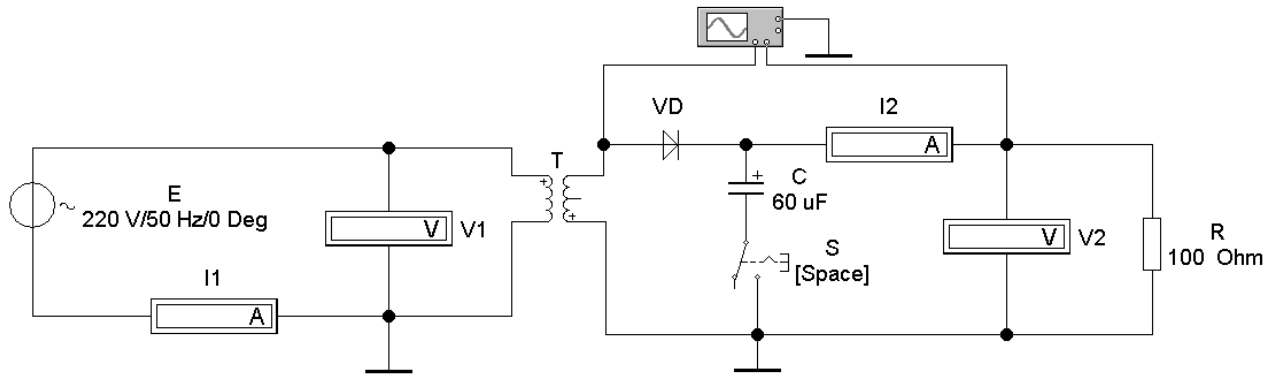 VD
I2
A
T
E
220 V/50 Hz/0 Deg
V
V1
C
60 uF
S
[Space]
V
V2
R
100 Ohm
I1
A